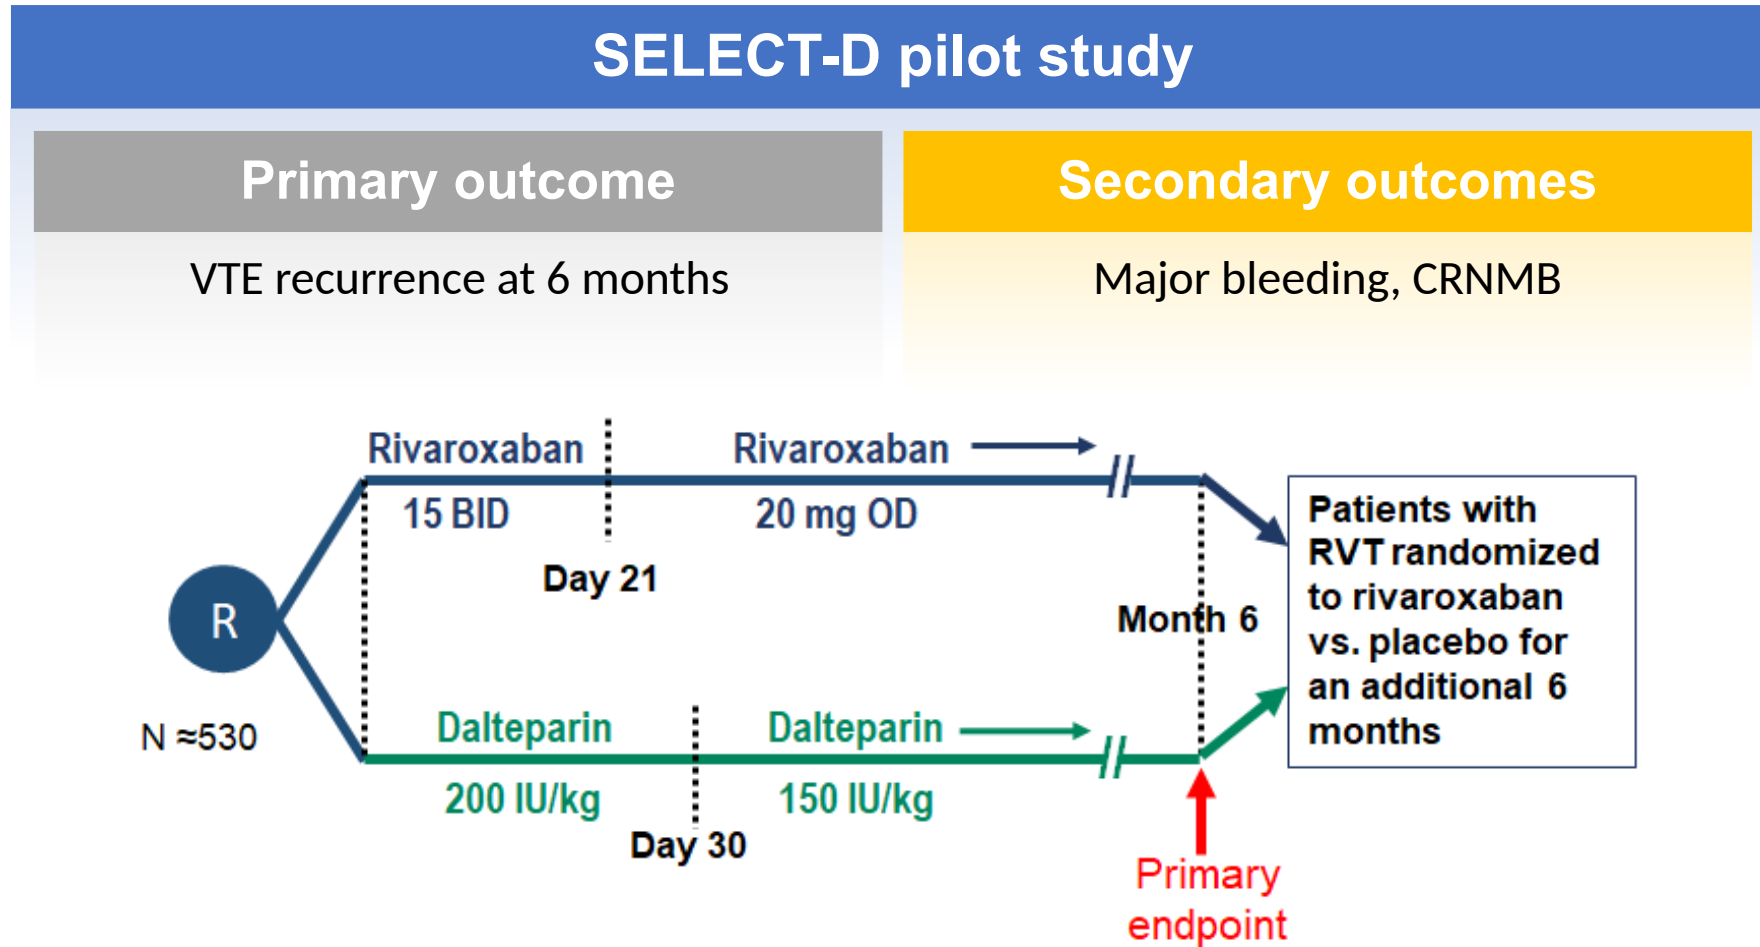 SELECT-D pilot study
Primary outcome
Secondary outcomes
VTE recurrence at 6 months
Major bleeding, CRNMB
Rivaroxaban
Rivaroxaban
15 BID
20 mg OD
Day 21
R
N ≈530
Month 6
Patients with
RVT randomized
to rivaroxaban
vs. placebo for
an additional 6
months
Dalteparin
Dalteparin
200 IU/kg
150 IU/kg
Day 30
Primary
endpoint